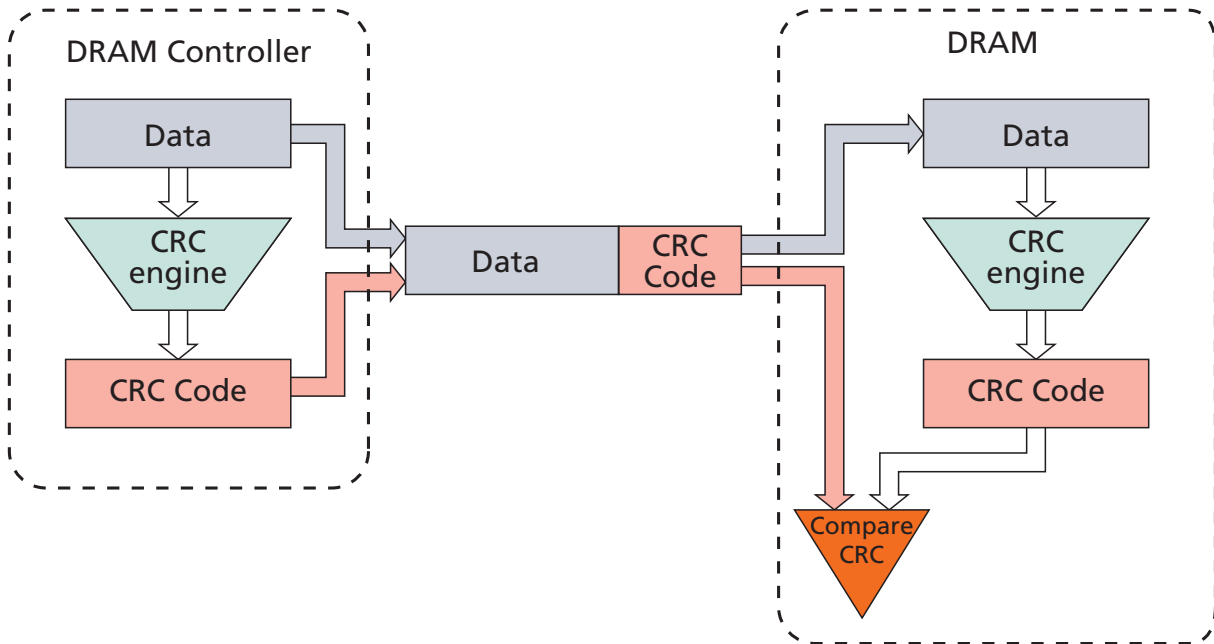 DRAM Controller
Data
CRC
engine
CRC Code
Data
CRC
Code
DRAM
Data
CRC
engine
CRC Code
Compare
CRC